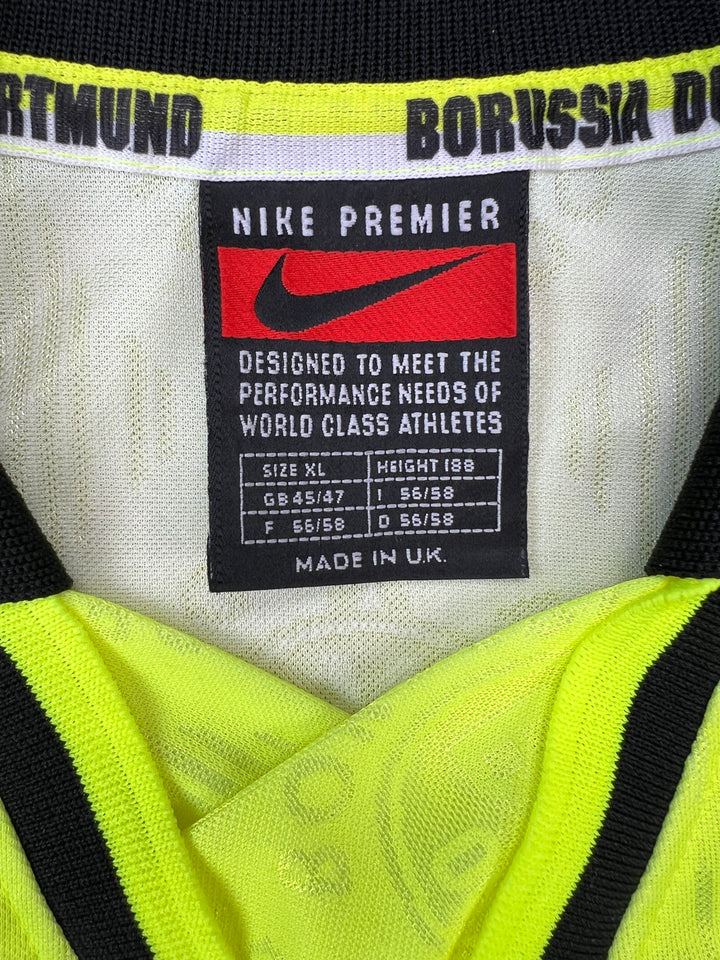 RTMUND BORUSSIA DO
NIKE PREMIER
DESIGNED TO MEET THE
PERFORMANCE NEEDS OF
WORLD CLASS ATHLETES
SIZE XL HEIGHT 188
GB 45/47 I 56/58
F 56/58 D 56/58
MADE IN U.K.